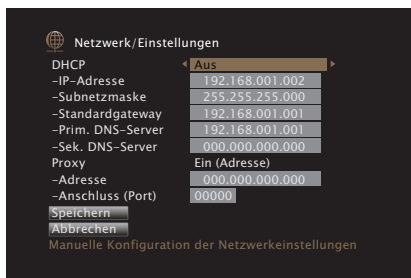 Netzwerk/Einstellungen
DHCP Aus
-IP-Adresse 192.168.001.002
-Subnetzmaske 255.255.255.000
-Standardgateway 192.168.001.001
-Prim. DNS-Server 192.168.001.001
-Sek. DNS-Server 000.000.000.000
Proxy Ein (Adresse)
-Adresse 000.000.000.000
-Anschluss (Port) 00000
Speichern
Abbrechen
Manuelle Konfiguration der Netzwerkeinstellungen